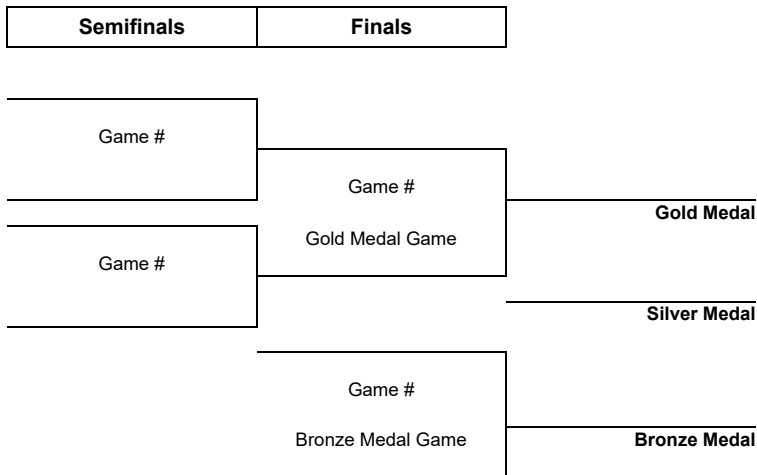 Semifinals Finals
Game #
Game #
Gold Medal
Gold Medal Game
Game #
Silver Medal
Game #
Bronze Medal Game Bronze Medal